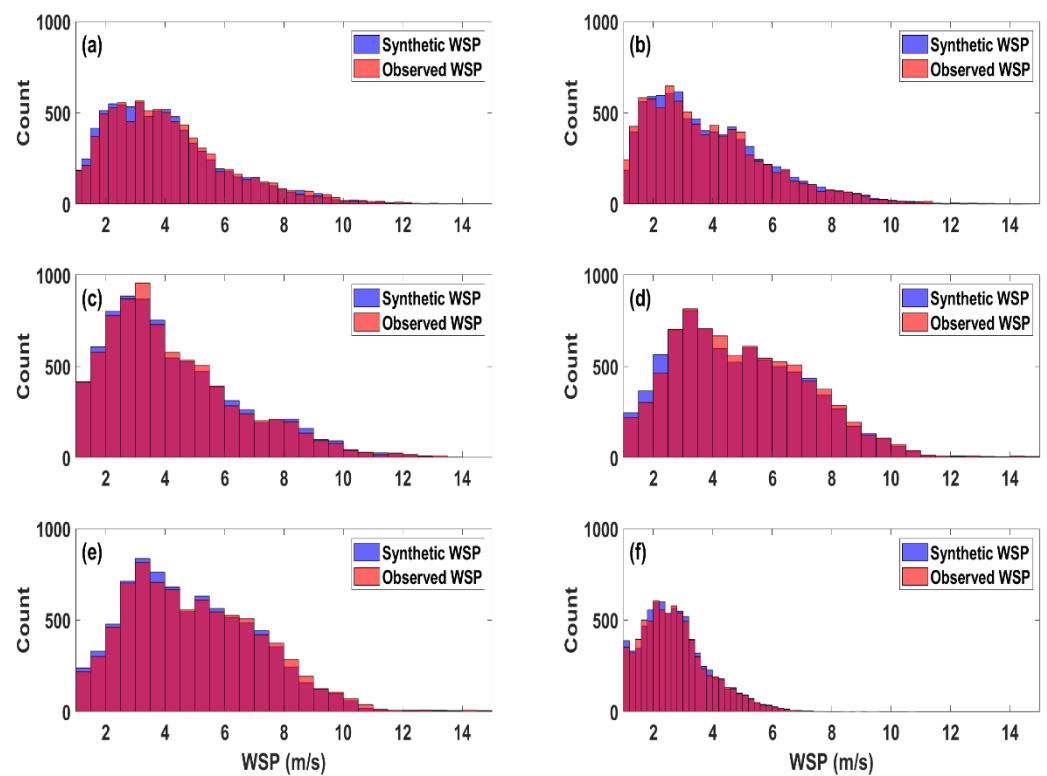 1000
(a)
Synthetic WSP
Observed WSP
Count
500
0
2 4 6 8 10 12 14
1000
(b)
Synthetic WSP
Observed WSP
Count
500
0
2 4 6 8 10 12 14
1000
(c)
Synthetic WSP
Observed WSP
Count
500
0
2 4 6 8 10 12 14
1000
(d)
Synthetic WSP
Observed WSP
Count
500
0
2 4 6 8 10 12 14
1000
(e)
Synthetic WSP
Observed WSP
Count
500
0
2 4 6 8 10 12 14
WSP (m/s)
1000
(f)
Synthetic WSP
Observed WSP
Count
500
0
2 4 6 8 10 12 14
WSP (m/s)